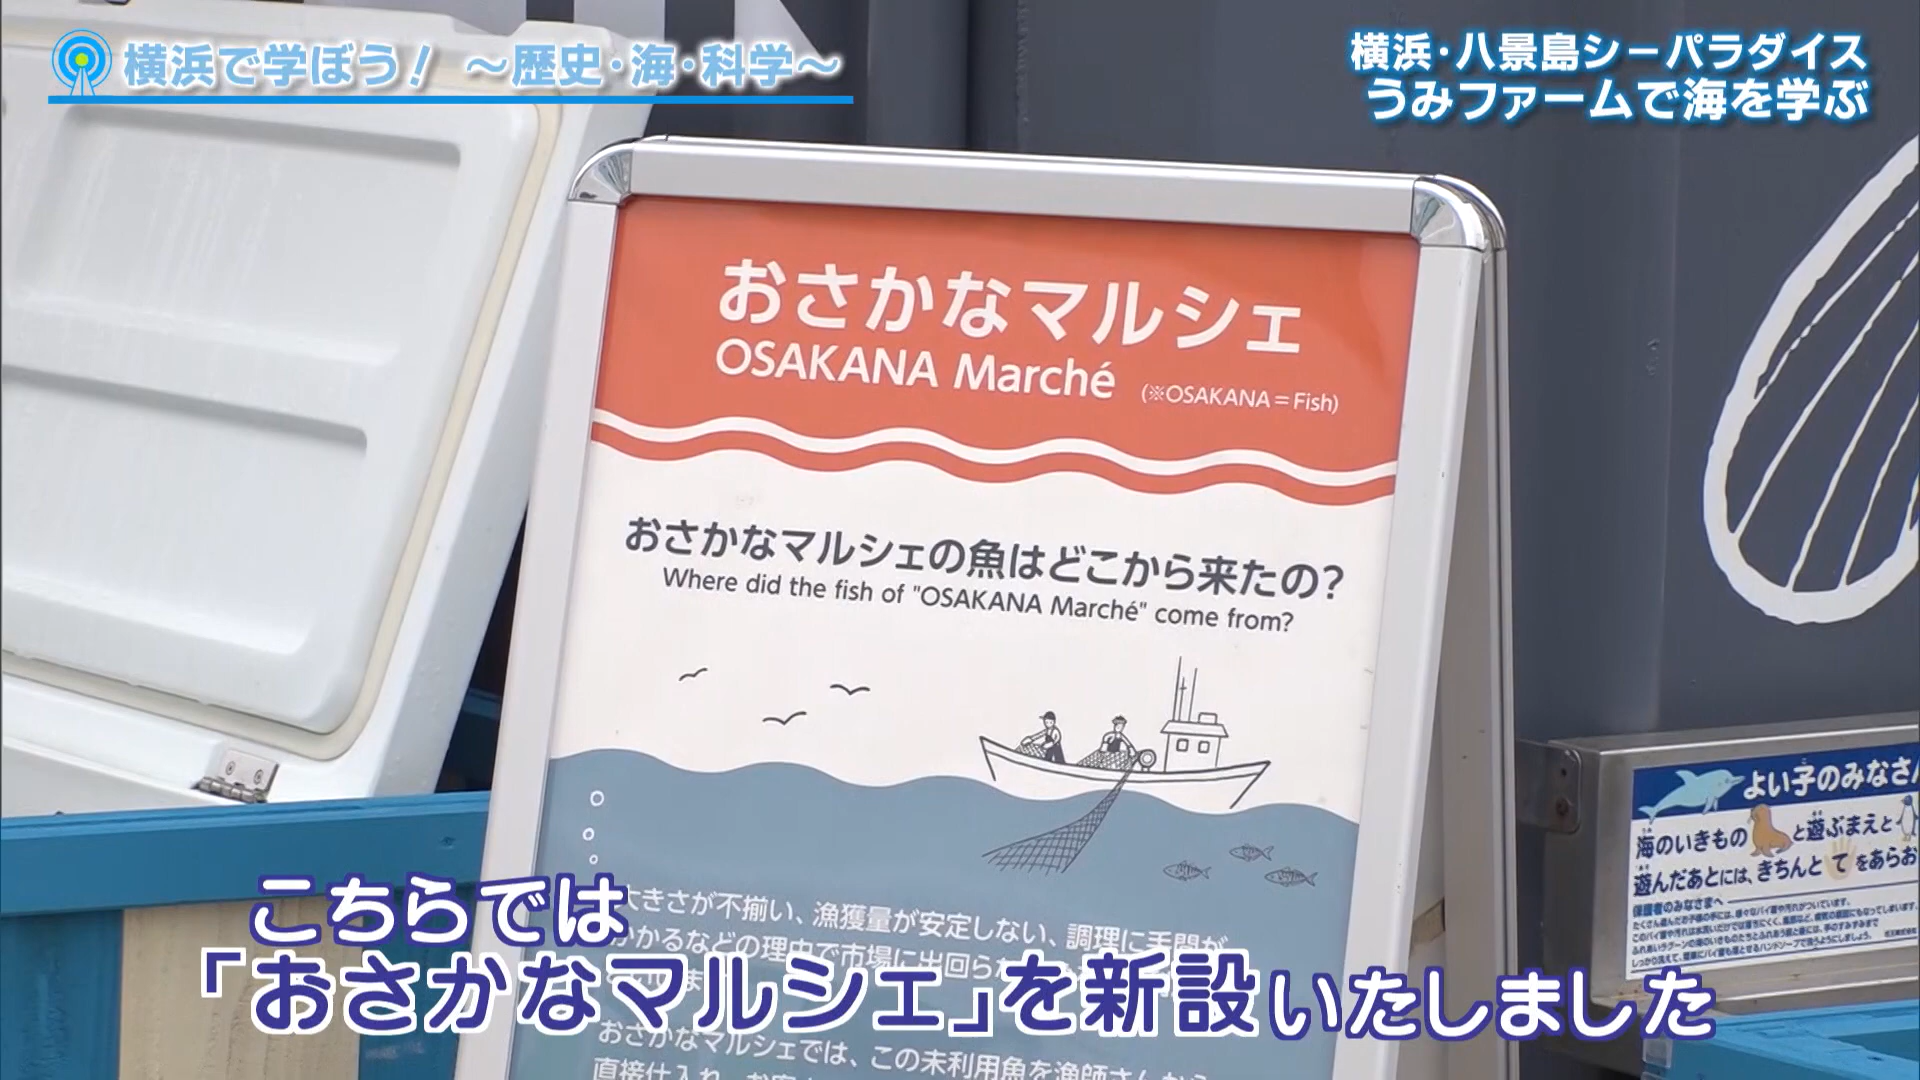 横浜で学ぼう! ～歴史・海・科学～
横浜・八景島シーパラダイス
うみファームで海を学ぶ
おさかなマルシェ
OSAKANA Marché (※OSAKANA=Fish)
おさかなマルシェの魚はどこから来たの?
Where did the fish of "OSAKANA Marché" come from?
大きさが不揃い、漁獲量が安定しない、調理に手間が
かかるなどの理由で市場に出回ら
おさかなマルシェでは、この未利用魚を漁師さんから
直接仕入れ
よい子のみなさん
海のいきもの と遊ぶまえと
遊んだあとには、きちんと て をあらお
保護者のみなさまへ
こちらでは
「おさかなマルシェ」を新設いたしました